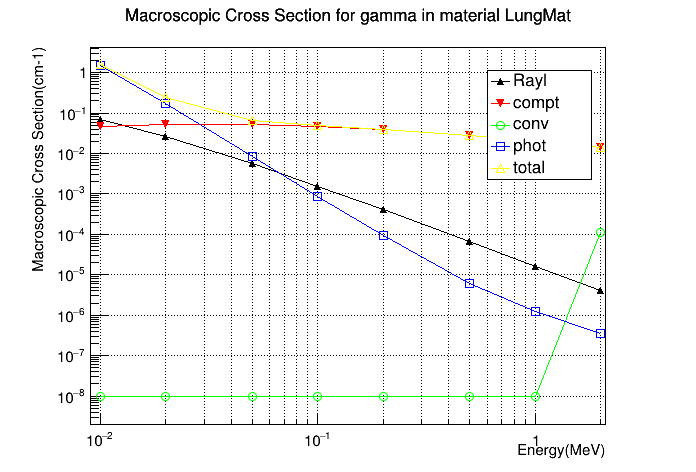 Macroscopic Cross Section for gamma in material LungMat
Macroscopic Cross Section(cm-1)
1
10⁻¹
10⁻²
10⁻³
10⁻⁴
10⁻⁵
10⁻⁶
10⁻⁷
10⁻⁸
Rayl
compt
conv
phot
total
10⁻² 10⁻¹ 1
Energy(MeV)